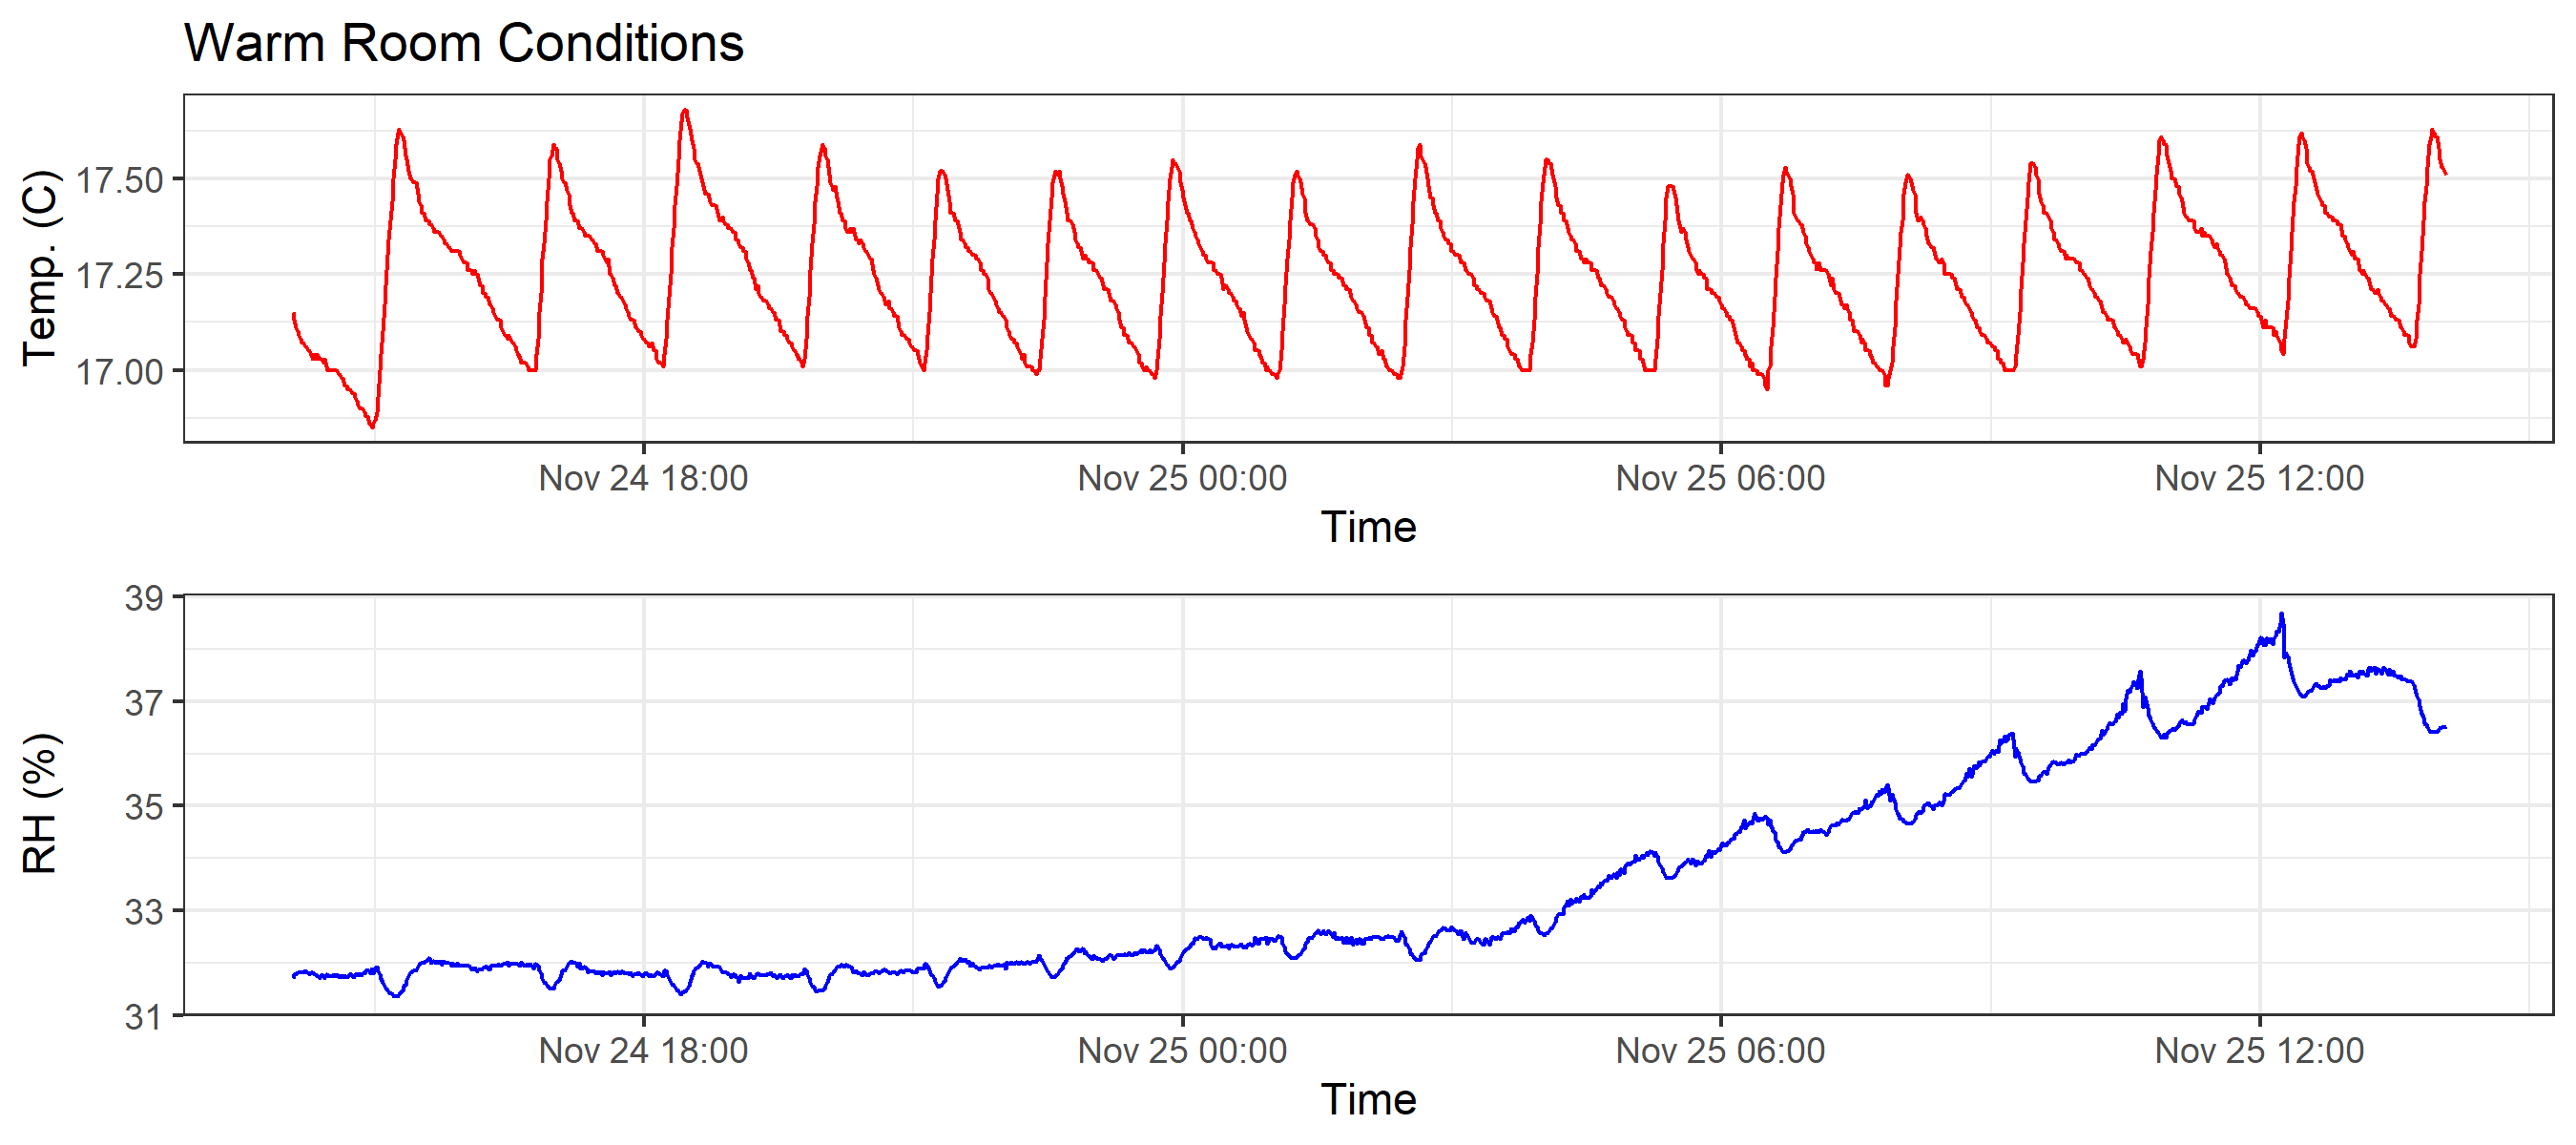 Warm Room Conditions
Temp. (C)
17.50
17.25
17.00
Nov 24 18:00 Nov 25 00:00 Nov 25 06:00 Nov 25 12:00
Time
RH (%)
39
37
35
33
31
Nov 24 18:00 Nov 25 00:00 Nov 25 06:00 Nov 25 12:00
Time